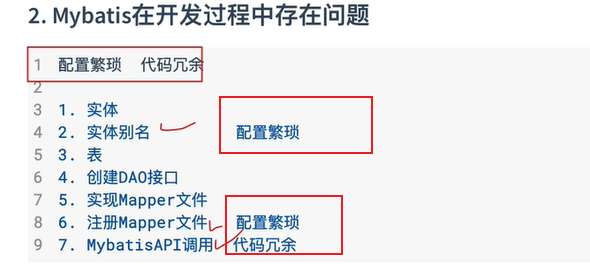 2. Mybatis在开发过程中存在问题
1 配置繁琐 代码冗余
2
3 1. 实体
4 2. 实体别名 配置繁琐
5 3. 表
6 4. 创建DAO接口
7 5. 实现Mapper文件
8 6. 注册Mapper文件 配置繁琐
9 7. MybatisAPI调用 代码冗余